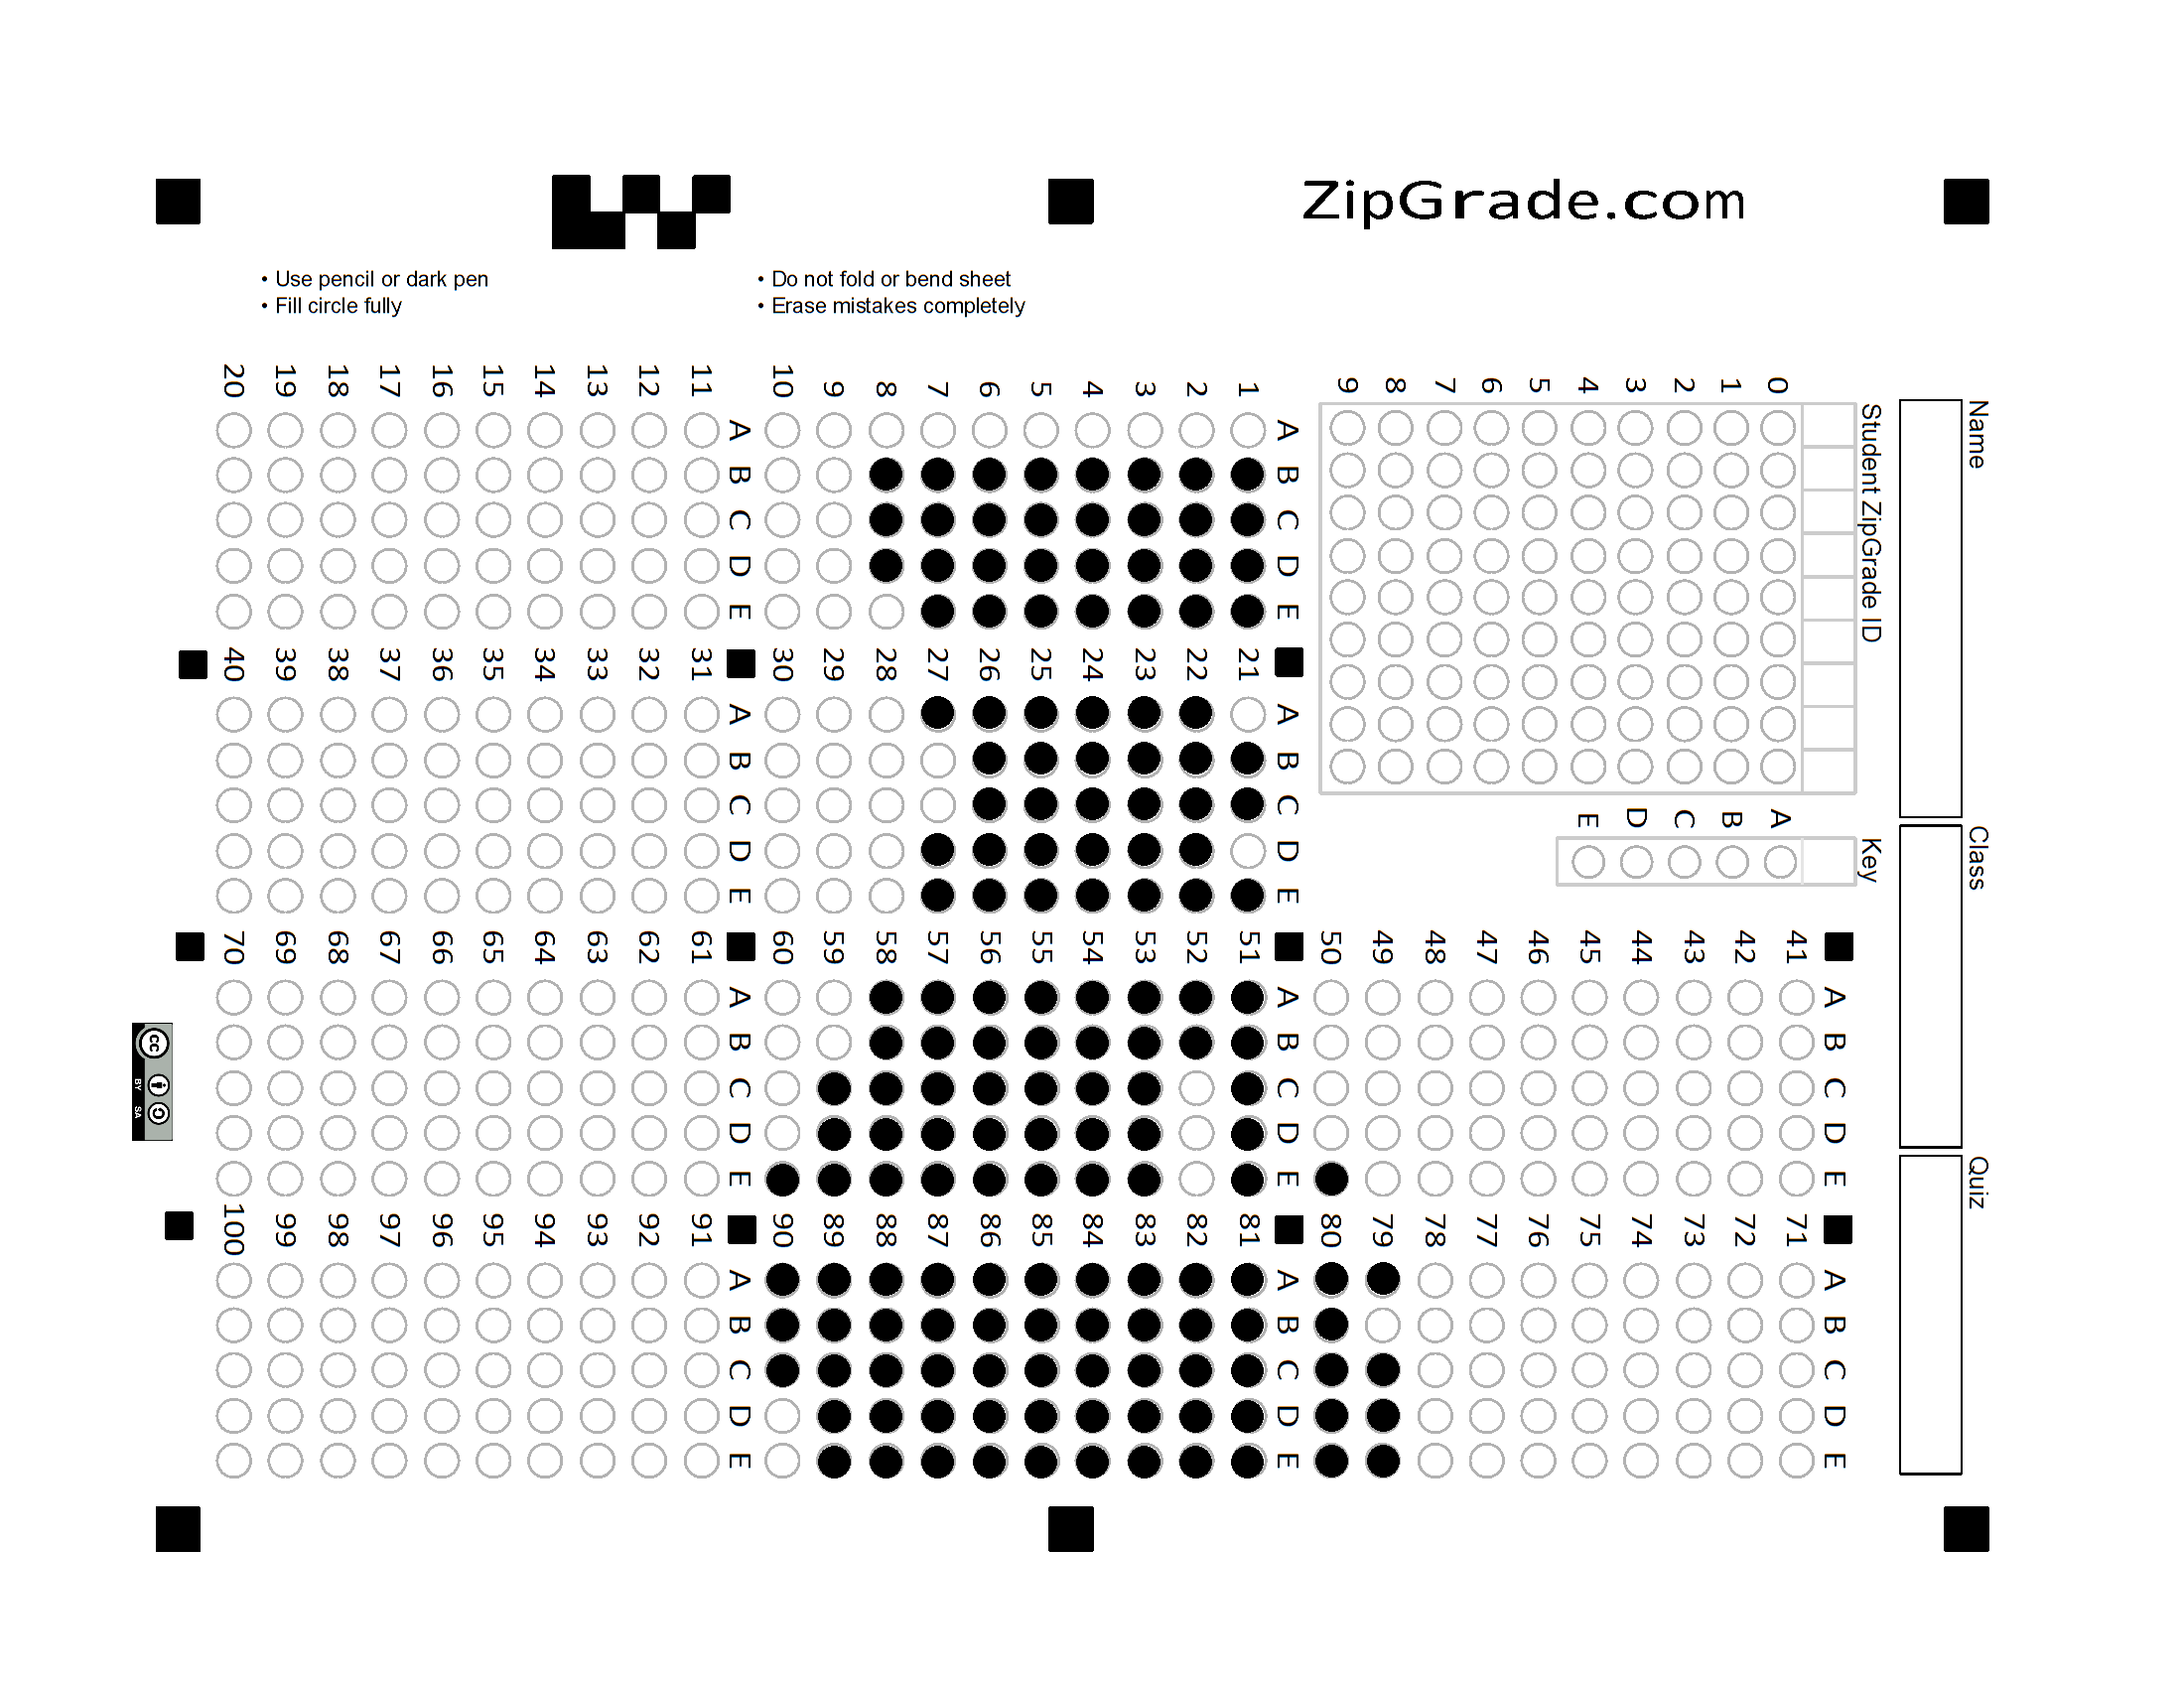 ZipGrade.com
• Use pencil or dark pen
• Fill circle fully
• Do not fold or bend sheet
• Erase mistakes completely
Name
Class
Quiz
Student ZipGrade ID
0 1 2 3 4 5 6 7 8 9
Key
A B C D E
A B C D E
1 2 3 4 5 6 7 8 9 10
A B C D E
11 12 13 14 15 16 17 18 19 20
A B C D E
21 22 23 24 25 26 27 28 29 30
A B C D E
31 32 33 34 35 36 37 38 39 40
A B C D E
41 42 43 44 45 46 47 48 49 50
A B C D E
51 52 53 54 55 56 57 58 59 60
A B C D E
61 62 63 64 65 66 67 68 69 70
A B C D E
71 72 73 74 75 76 77 78 79 80
A B C D E
81 82 83 84 85 86 87 88 89 90
A B C D E
91 92 93 94 95 96 97 98 99 100
cc BY SA